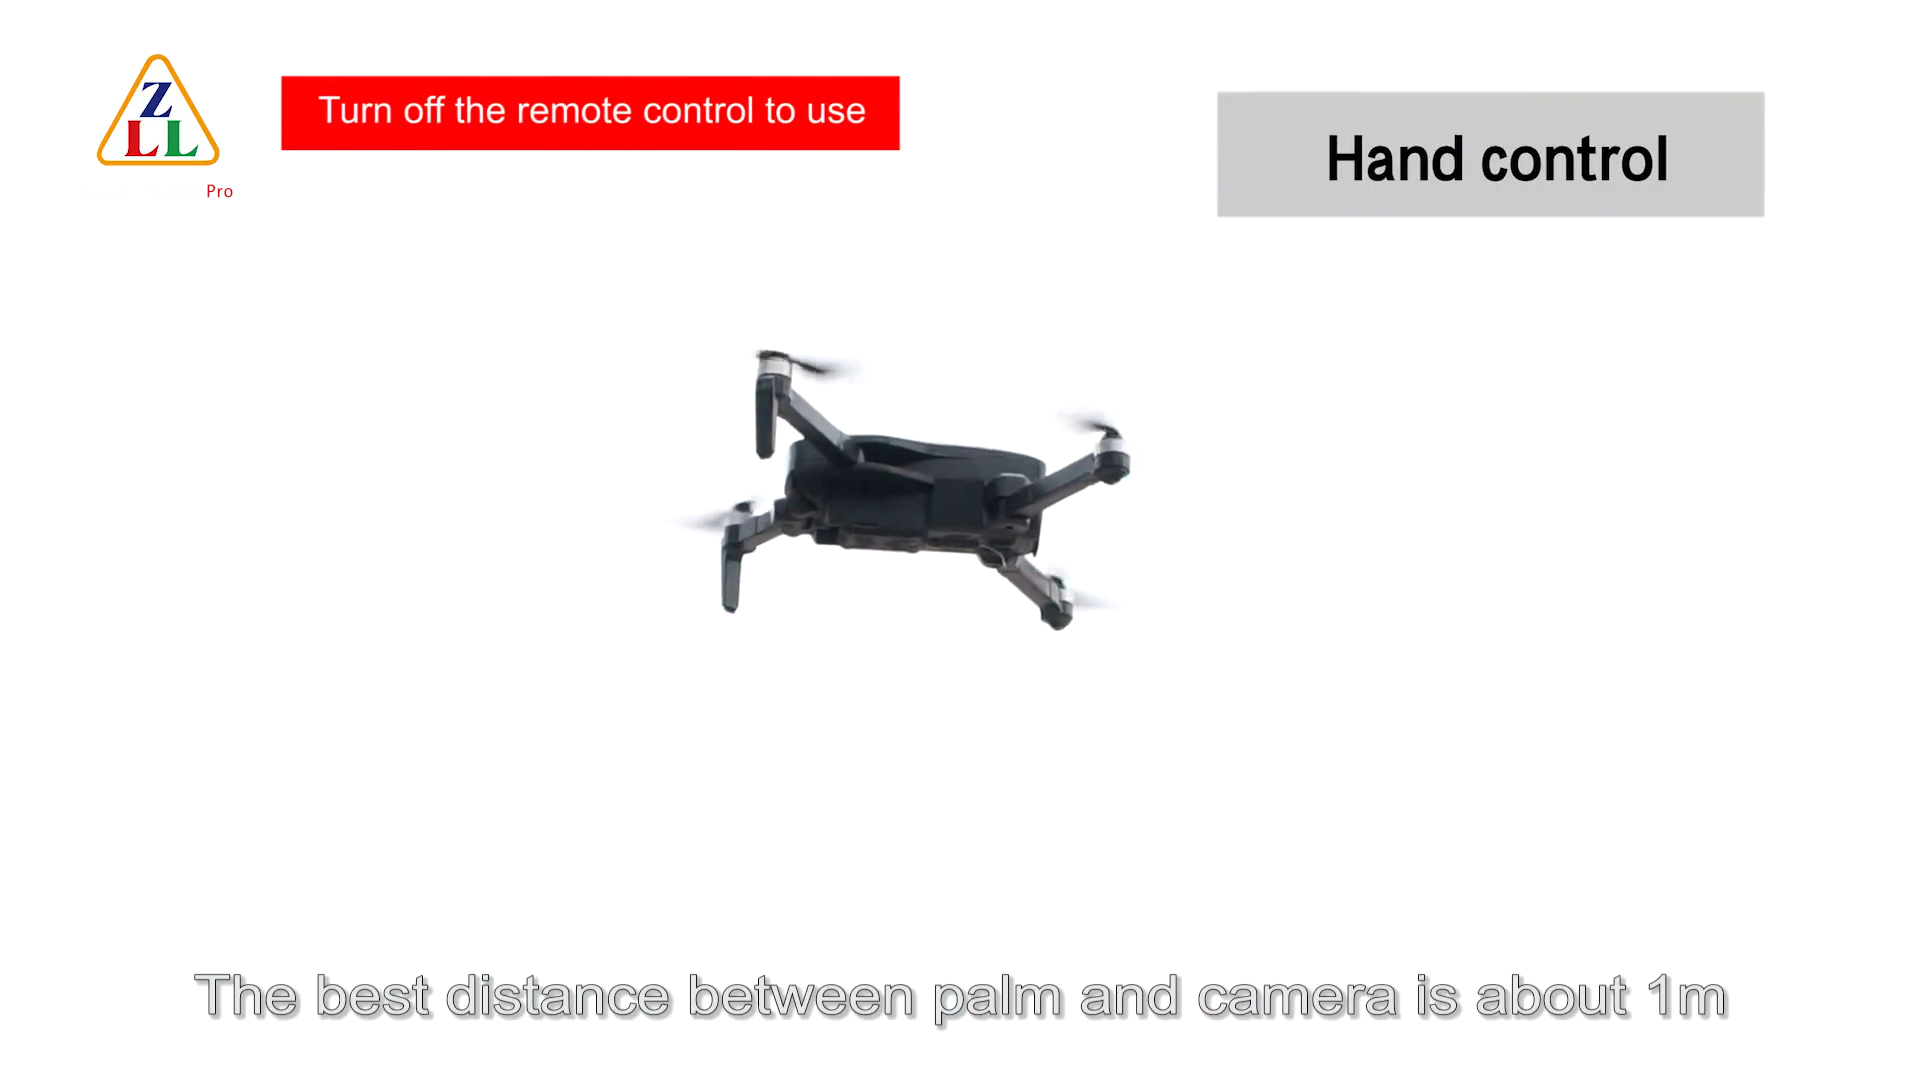 ZLL
Turn off the remote control to use
Hand control
Pro
The best distance between palm and camera is about 1m